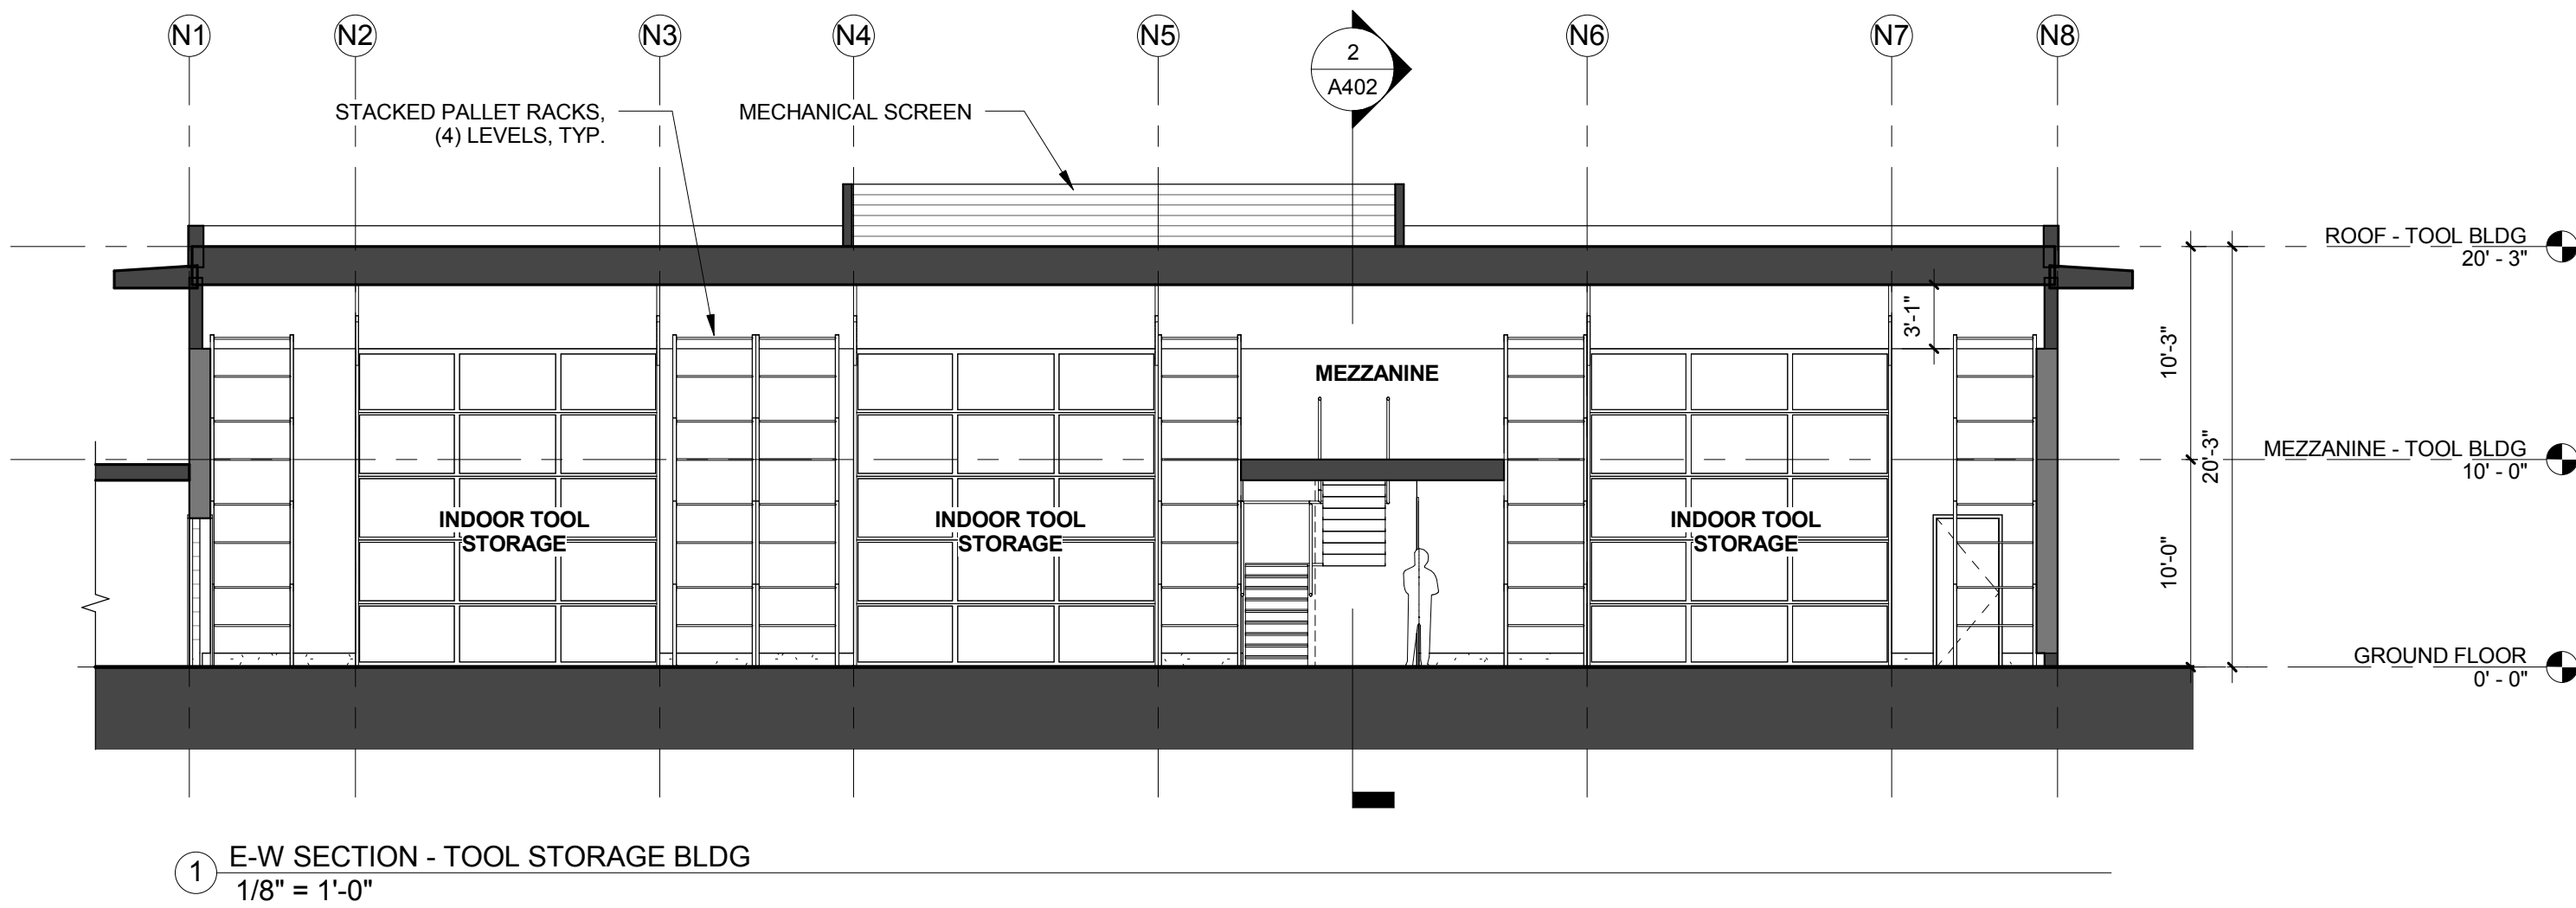 N1
N2
N3
N4
N5
2
A402
N6
N7
N8
STACKED PALLET RACKS,
(4) LEVELS, TYP.
MECHANICAL SCREEN
ROOF - TOOL BLDG
20' - 3"
3'-1"
10'-3"
MEZZANINE
20'-3"
MEZZANINE - TOOL BLDG
10' - 0"
INDOOR TOOL
STORAGE
INDOOR TOOL
STORAGE
INDOOR TOOL
STORAGE
10'-0"
GROUND FLOOR
0' - 0"
1
E-W SECTION - TOOL STORAGE BLDG
1/8" = 1'-0"